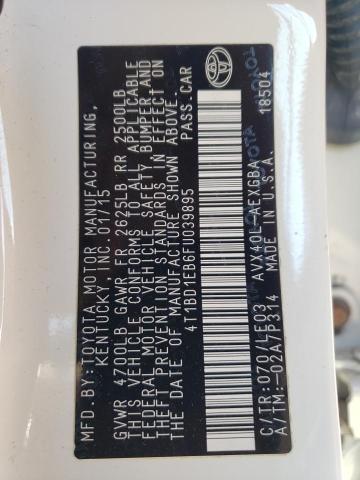 MFD.BY:TOYOTA MOTOR MANUFACTURING,
KENTUCKY, INC. 01/15
GVWR 4700LB GAWR FR 2625LB RR 2500LB
THIS VEHICLE CONFORMS TO ALL APPLICABLE
FEDERAL MOTOR VEHICLE SAFETY, BUMPER, AND
THEFT PREVENTION STANDARDS IN EFFECT ON
THE DATE OF MANUFACTURE SHOWN ABOVE.
4T1BD1EB6FU039895 PASS.CAR
C/TR:070/LE03 AVX40L-AEXGBA
A/TM:-02A/P314 U.S.A. 18504
TOYOTA TOYOTA